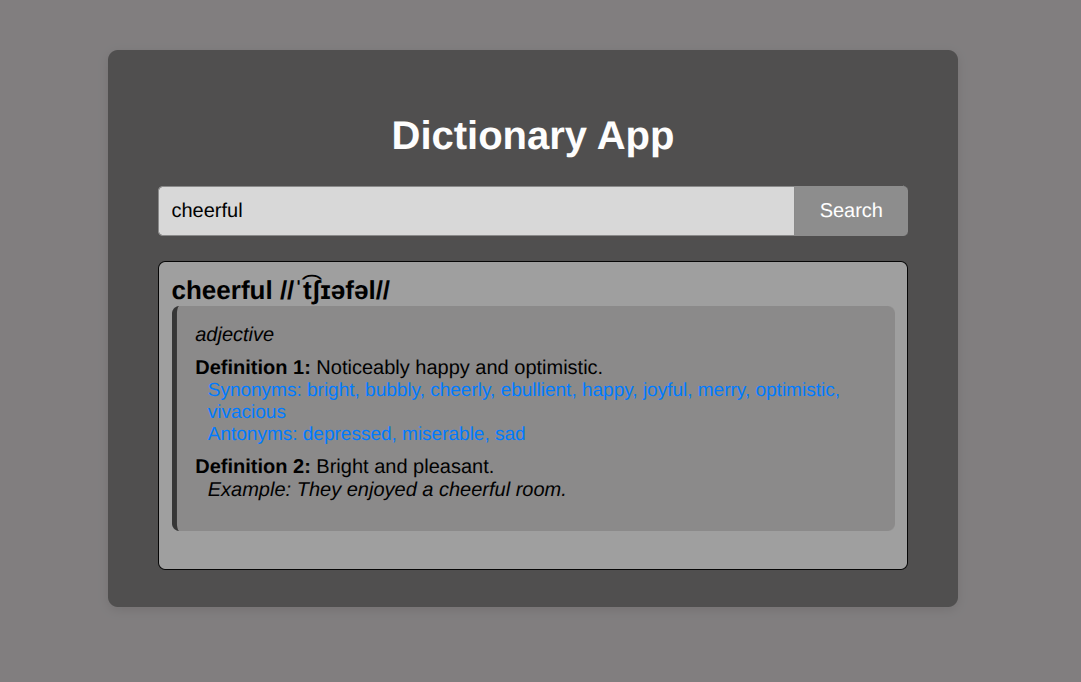 Dictionary App
cheerful
Search
cheerful //ˈt͡ʃɪəfəl//
adjective
Definition 1: Noticeably happy and optimistic.
Synonyms: bright, bubbly, cheerly, ebullient, happy, joyful, merry, optimistic,
vivacious
Antonyms: depressed, miserable, sad
Definition 2: Bright and pleasant.
Example: They enjoyed a cheerful room.